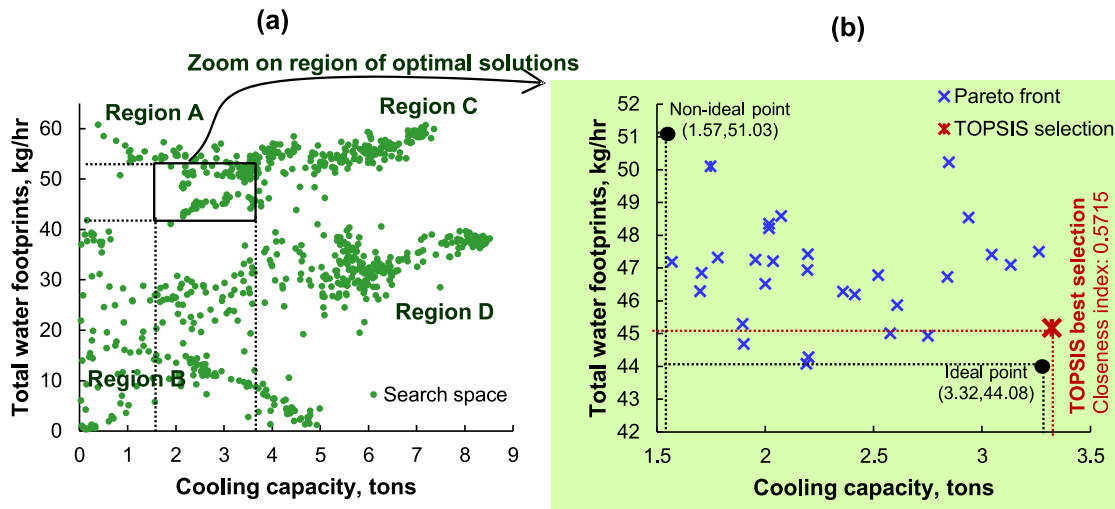 (a)
Zoom on region of optimal solutions
Region A
Region C
Region D
Region B
Search space
Total water footprints, kg/hr
70
60
50
40
30
20
10
0
0
1
2
3
4
5
6
7
8
9
Cooling capacity, tons
(b)
Non-ideal point
(1.57,51.03)
Pareto front
TOPSIS selection
TOPSIS best selection
Closeness index: 0.5715
Ideal point
(3.32,44.08)
Total water footprints, kg/hr
52
51
50
49
48
47
46
45
44
43
42
1.5
2
2.5
3
3.5
Cooling capacity, tons